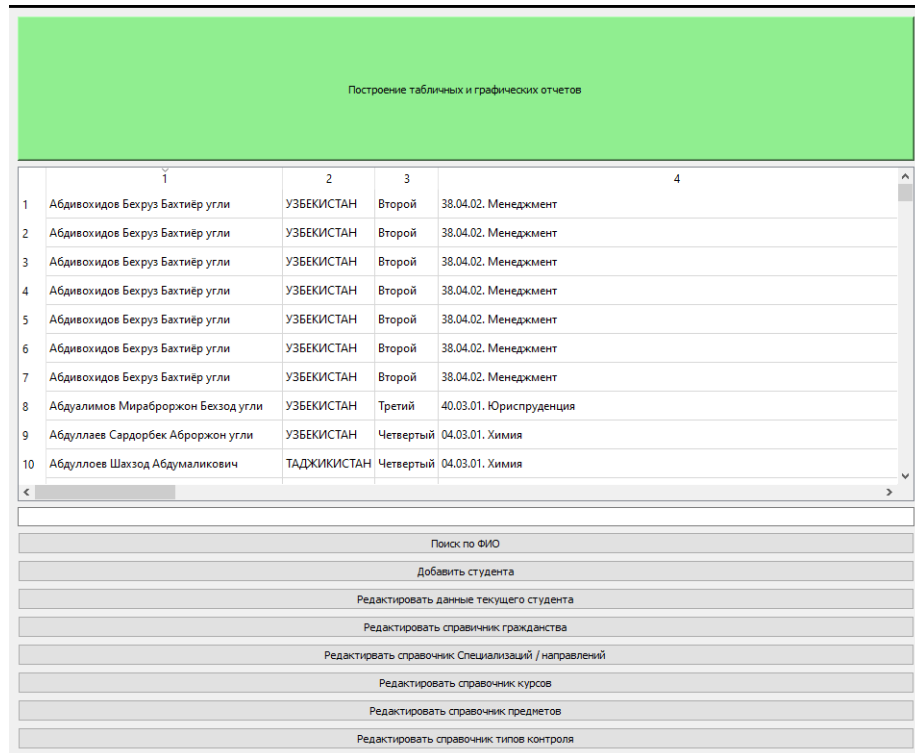 Построение табличных и графических отчетов
1 2 3 4
1 Абдивохидов Бехруз Бахтиёр угли УЗБЕКИСТАН Второй 38.04.02. Менеджмент
2 Абдивохидов Бехруз Бахтиёр угли УЗБЕКИСТАН Второй 38.04.02. Менеджмент
3 Абдивохидов Бехруз Бахтиёр угли УЗБЕКИСТАН Второй 38.04.02. Менеджмент
4 Абдивохидов Бехруз Бахтиёр угли УЗБЕКИСТАН Второй 38.04.02. Менеджмент
5 Абдивохидов Бехруз Бахтиёр угли УЗБЕКИСТАН Второй 38.04.02. Менеджмент
6 Абдивохидов Бехруз Бахтиёр угли УЗБЕКИСТАН Второй 38.04.02. Менеджмент
7 Абдивохидов Бехруз Бахтиёр угли УЗБЕКИСТАН Второй 38.04.02. Менеджмент
8 Абдуалимов Мираброржон Бехзод угли УЗБЕКИСТАН Третий 40.03.01. Юриспруденция
9 Абдуллаев Сардорбек Аброржон угли УЗБЕКИСТАН Четвертый 04.03.01. Химия
10 Абдуллоев Шахзод Абдумаликович ТАДЖИКИСТАН Четвертый 04.03.01. Химия
Поиск по ФИО
Добавить студента
Редактировать данные текущего студента
Редактировать справичник гражданства
Редактирвать справочник Специализаций / направлений
Редактировать справочник курсов
Редактировать справочник предметов
Редактировать справочник типов контроля